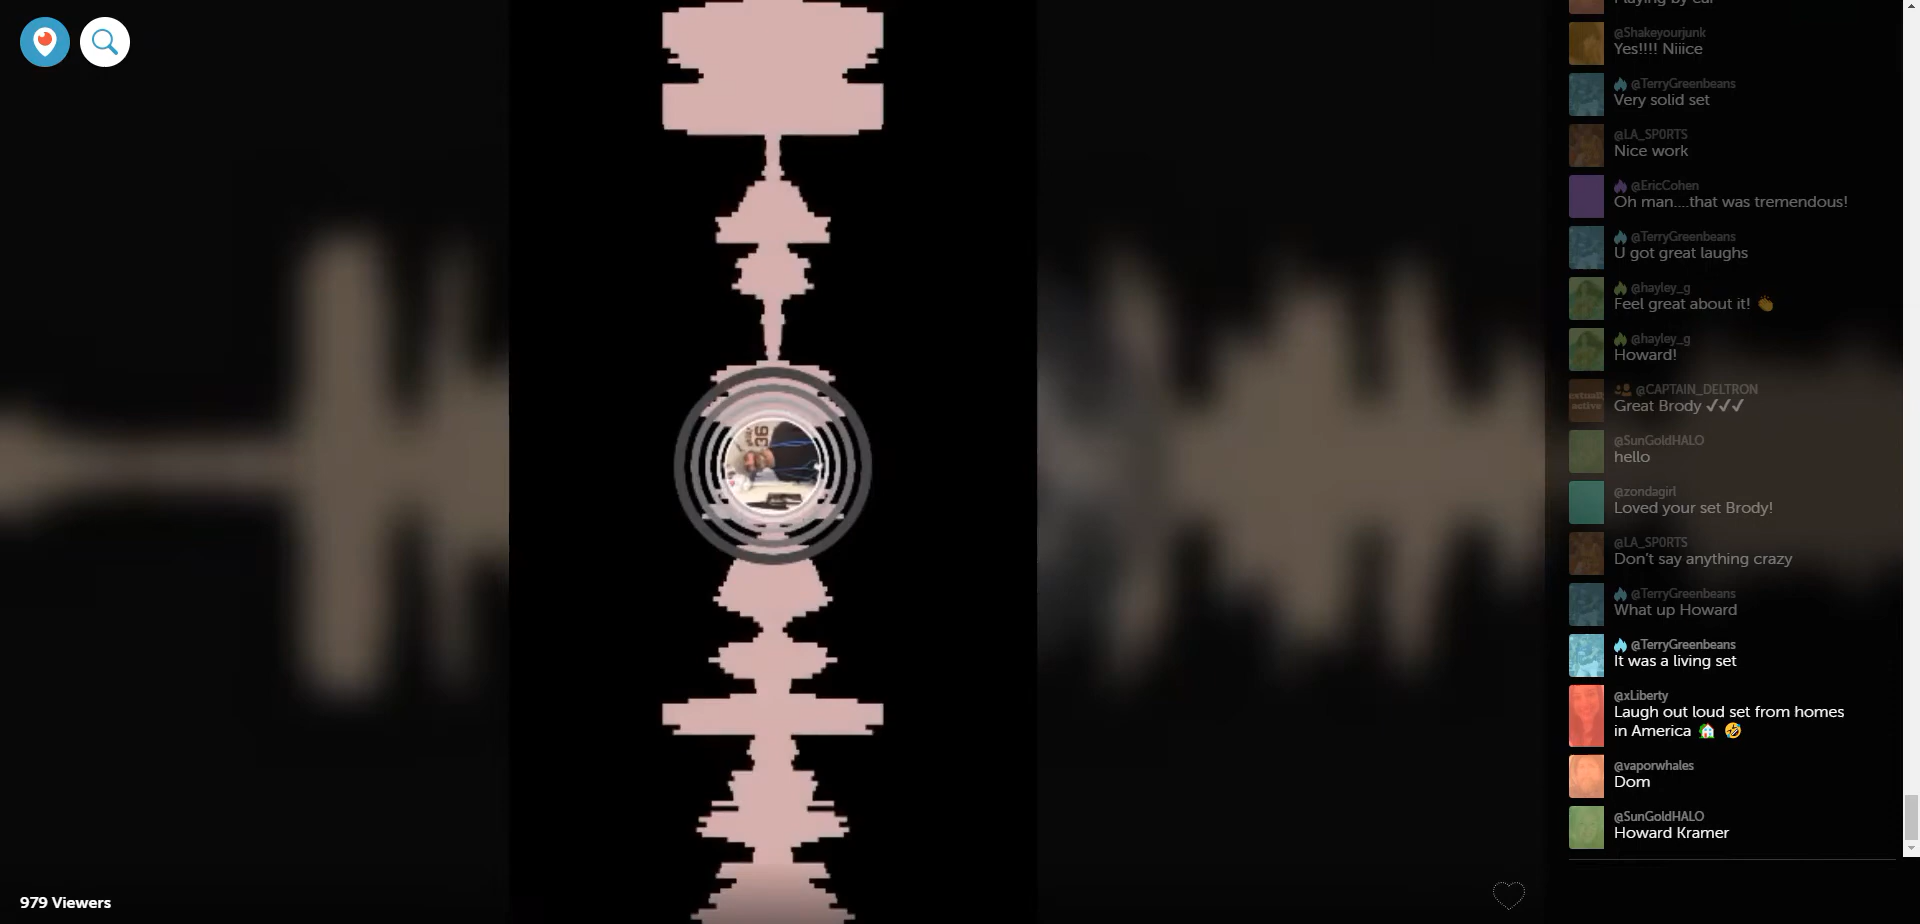 Playing by ear
@Shakeyourjunk
Yes!!!! Niiice
@TerryGreenbeans
Very solid set
@LA_SPORTS
Nice work
@EricCohen
Oh man....that was tremendous!
@TerryGreenbeans
U got great laughs
@hayley_g
Feel great about it! 👏
@hayley_g
Howard!
@CAPTAIN_DELTRON
Great Brody ✓✓✓
@SunGoldHALO
hello
@zondagirl
Loved your set Brody!
@LA_SPORTS
Don't say anything crazy
@TerryGreenbeans
What up Howard
@TerryGreenbeans
It was a living set
@xLiberty
Laugh out loud set from homes
in America 🏡 🤣
@vaporwhales
Dom
@SunGoldHALO
Howard Kramer
979 Viewers